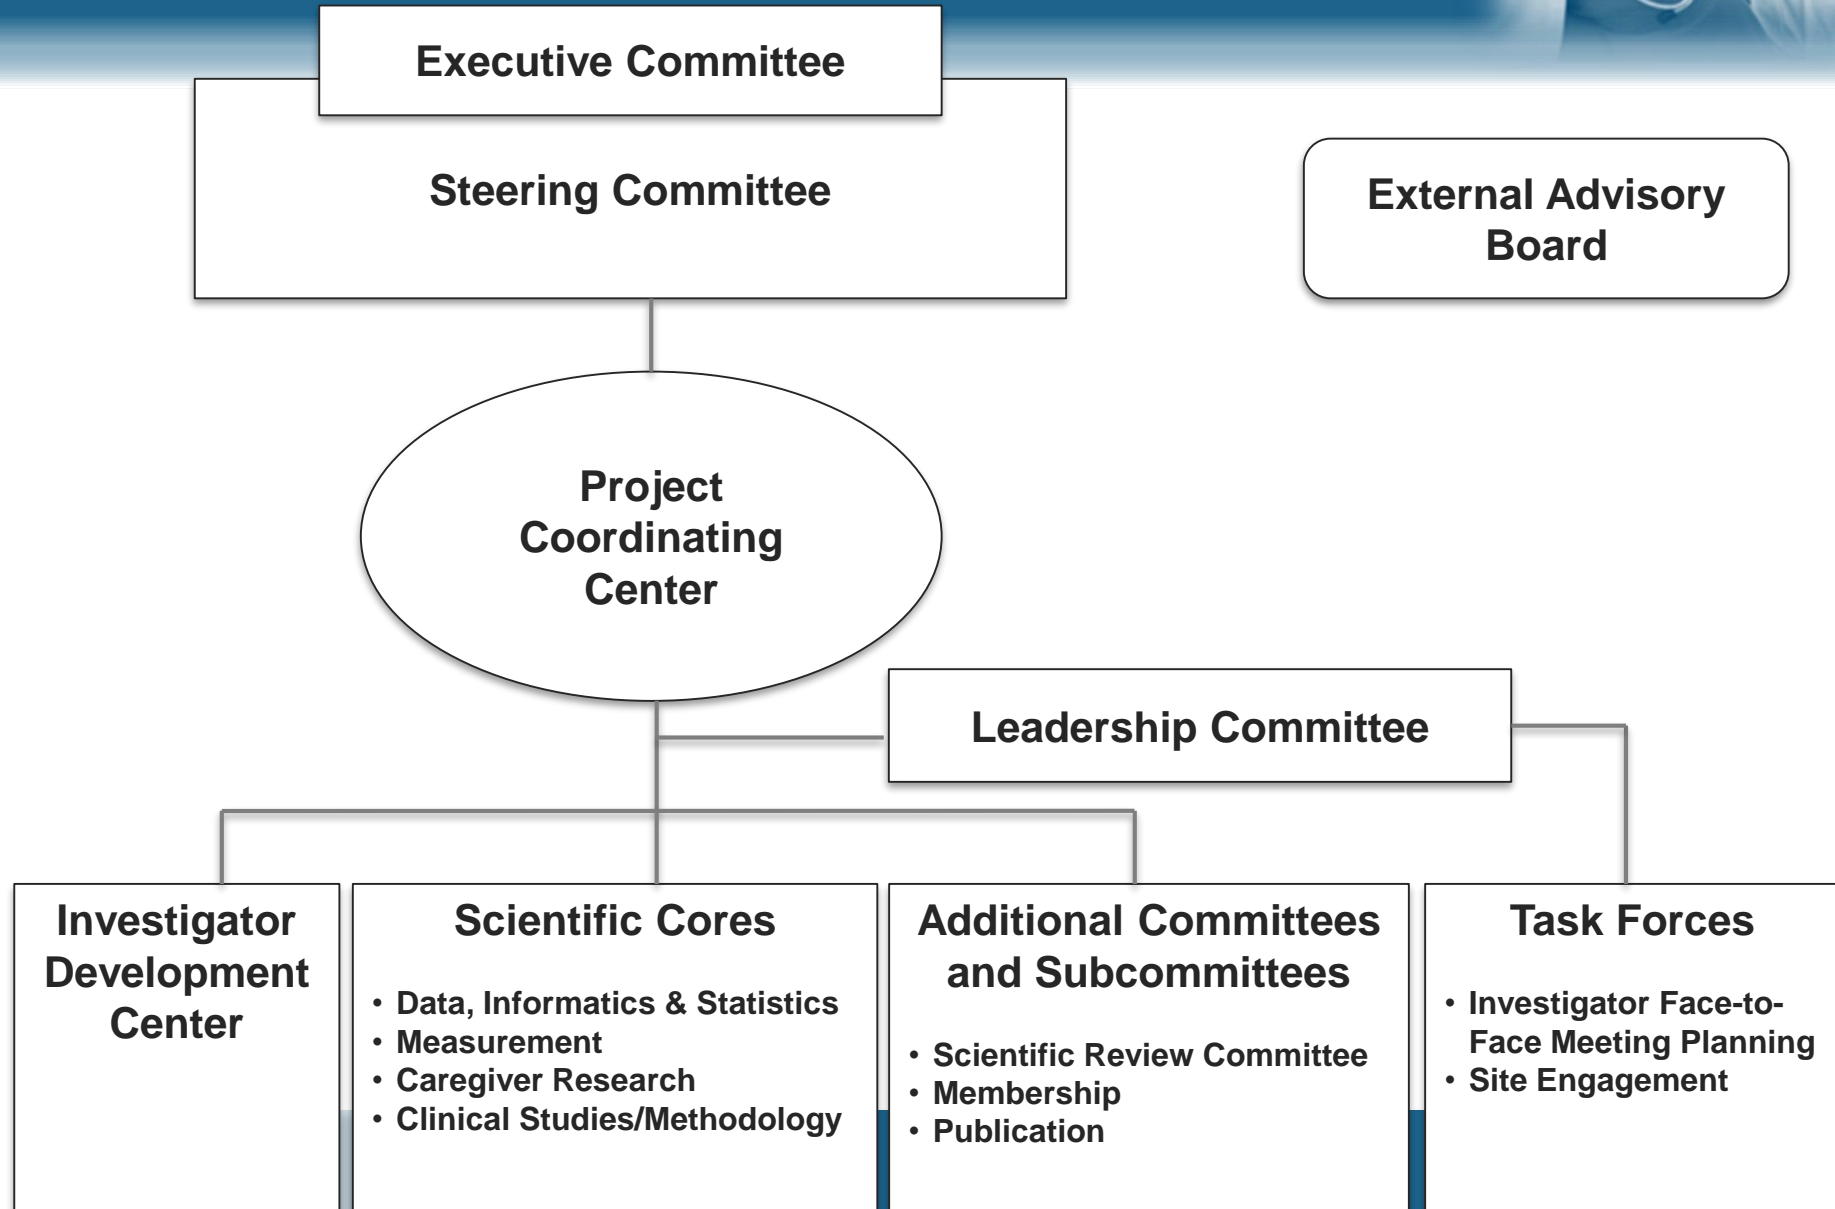 Executive Committee
Steering Committee
External Advisory
Board
Project
Coordinating
Center
Leadership Committee
Investigator
Development
Center
Scientific Cores
• Data, Informatics & Statistics
• Measurement
• Caregiver Research
• Clinical Studies/Methodology
Additional Committees
and Subcommittees
• Scientific Review Committee
• Membership
• Publication
Task Forces
• Investigator Face-to-
Face Meeting Planning
• Site Engagement